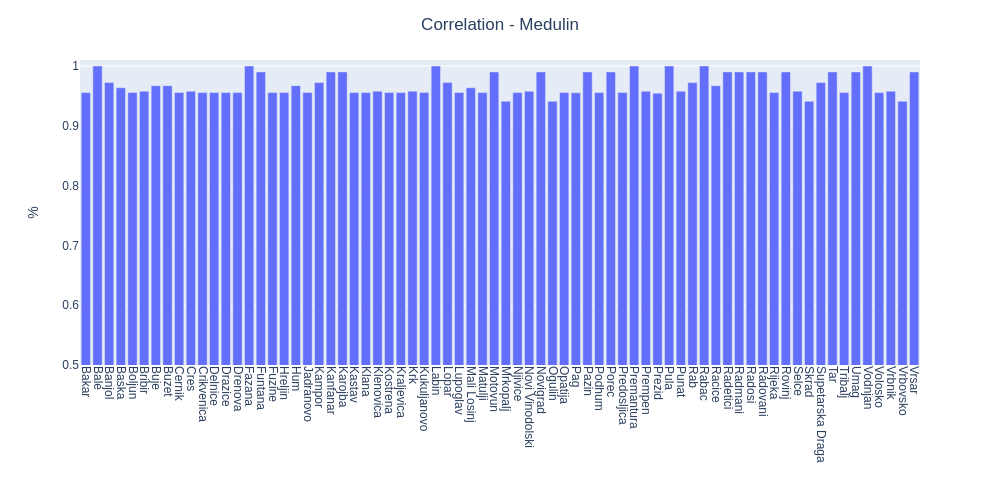 Correlation - Medulin
%
1
0.9
0.8
0.7
0.6
0.5
Bakar
Bale
Banjol
Baska
Boljun
Bribir
Buje
Buzet
Cernik
Cres
Crikvenica
Delnice
Drazice
Drenova
Fazana
Funtana
Fuzine
Hreljin
Hum
Jadranovo
Kampor
Kanfanar
Karojba
Kastav
Klana
Klenovica
Kostrena
Kraljevica
Krk
Kukuljanovo
Labin
Lopar
Lupoglav
Mali Losinj
Matulji
Motovun
Mrkopalj
Njivice
Novi Vinodolski
Novigrad
Ogulin
Opatija
Pag
Pazin
Podhum
Porec
Predosljica
Premantura
Prempen
Prezid
Pula
Punat
Rab
Rabac
Racice
Radetici
Radmani
Radosi
Rádovani
Rijeka
Rovinj
Selce
Skrad
Supetarska Draga
Tar
Tribalj
Umag
Vodnjan
Volosko
Vrbnik
Vrbovsko
Vrsar